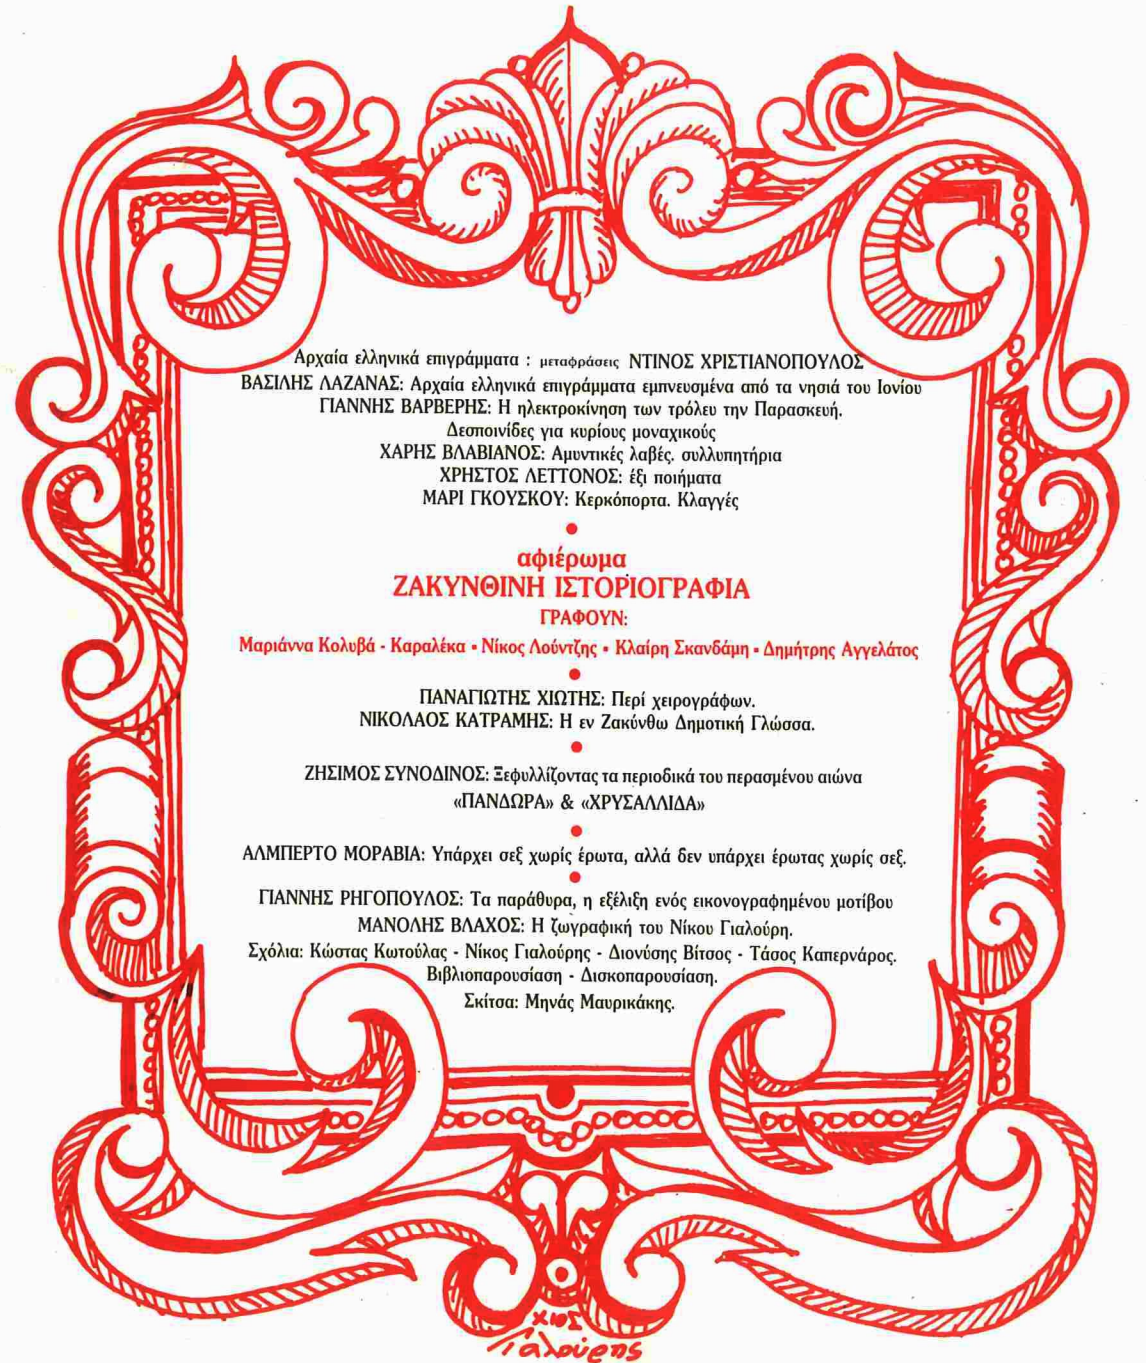 Αρχαία ελληνικά επιγράμματα : μεταφράσεις ΝΤΙΝΟΣ ΧΡΙΣΤΙΑΝΟΠΟΥΛΟΣ
ΒΑΣΙΛΗΣ ΛΑΖΑΝΑΣ: Αρχαία ελληνικά επιγράμματα εμπνευσμένα από τα νησιά του Ιονίου
ΓΙΑΝΝΗΣ ΒΑΡΒΕΡΗΣ: Η ηλεκτροκίνηση των τρόλευ την Παρασκευή.
Δεσποινίδες για κυρίους μοναχικούς
ΧΑΡΗΣ ΒΛΑΒΙΑΝΟΣ: Αμυντικές λαβές. συλλυπητήρια
ΧΡΗΣΤΟΣ ΛΕΤΤΟΝΟΣ: έξι ποιήματα
ΜΑΡΙ ΓΚΟΥΣΚΟΥ: Κερκόπορτα. Κλαγγές
•
αφιέρωμα
ΖΑΚΥΝΘΙΝΗ ΙΣΤΟΡΙΟΓΡΑΦΙΑ
ΓΡΑΦΟΥΝ:
Μαριάννα Κολυβά - Καραλέκα • Νίκος Λούντζης • Κλαίρη Σκανδάμη • Δημήτρης Αγγελάτος
•
ΠΑΝΑΓΙΩΤΗΣ ΧΙΩΤΗΣ: Περί χειρογράφων.
ΝΙΚΟΛΑΟΣ ΚΑΤΡΑΜΗΣ: Η εν Ζακύνθω Δημοτική Γλώσσα.
•
ΖΗΣΙΜΟΣ ΣΥΝΟΔΙΝΟΣ: Ξεφυλλίζοντας τα περιοδικά του περασμένου αιώνα
«ΠΑΝΔΩΡΑ» & «ΧΡΥΣΑΛΛΙΔΑ»
•
ΑΛΜΠΕΡΤΟ ΜΟΡΑΒΙΑ: Υπάρχει σεξ χωρίς έρωτα, αλλά δεν υπάρχει έρωτας χωρίς σεξ.
•
ΓΙΑΝΝΗΣ ΡΗΓΟΠΟΥΛΟΣ: Τα παράθυρα, η εξέλιξη ενός εικονογραφημένου μοτίβου
ΜΑΝΟΛΗΣ ΒΛΑΧΟΣ: Η ζωγραφική του Νίκου Γιαλούρη.
Σχόλια: Κώστας Κωτούλας - Νίκος Γιαλούρης - Διονύσης Βίτσος - Τάσος Καπερνάρος.
Βιβλιοπαρουσίαση - Δισκοπαρουσίαση.
Σκίτσα: Μηνάς Μαυρικάκης.
ΧΙΟΣ
Γιαλούρης